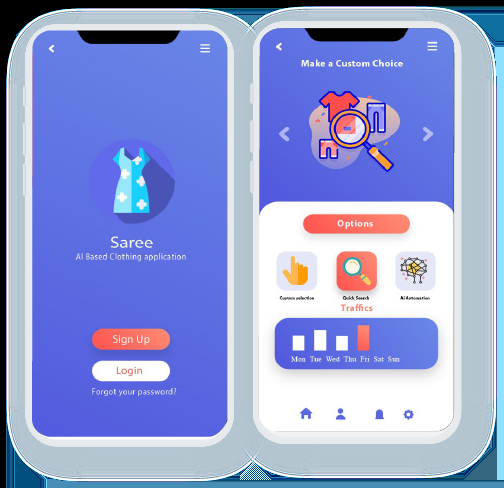 Saree
AI Based Clothing application
Sign Up
Login
Forgot your password?
Make a Custom Choice
Options
Custom selection
Quick Search
Ai Automation
Traffics
Mon Tue Wed Thu Fri Sat Sun